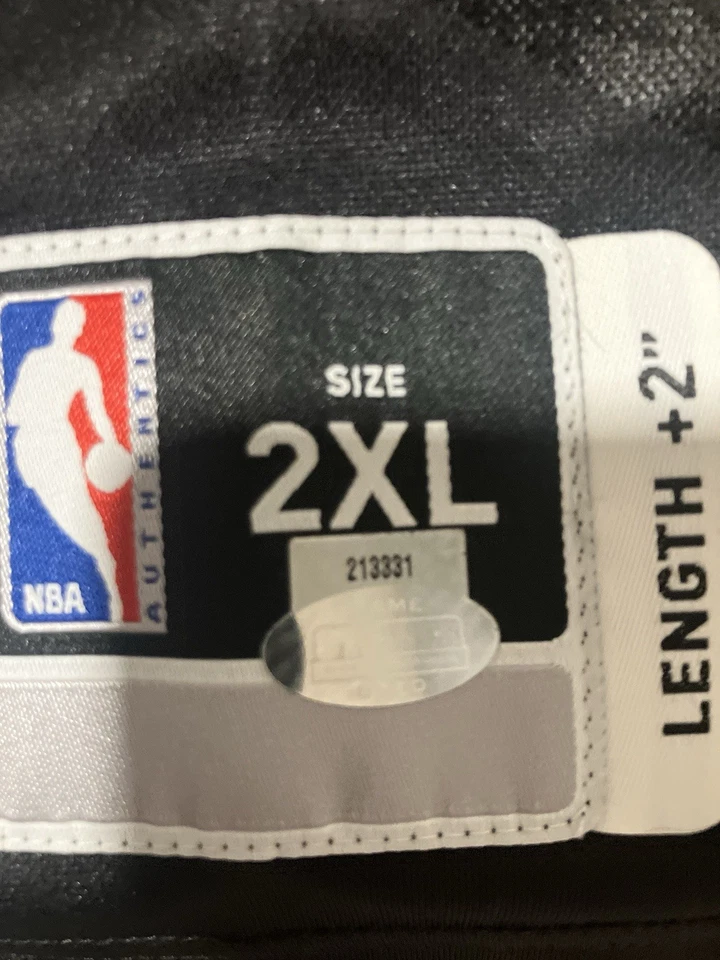 NBA
AUTHENTICS
SIZE
2XL
213331
LENGTH +2"